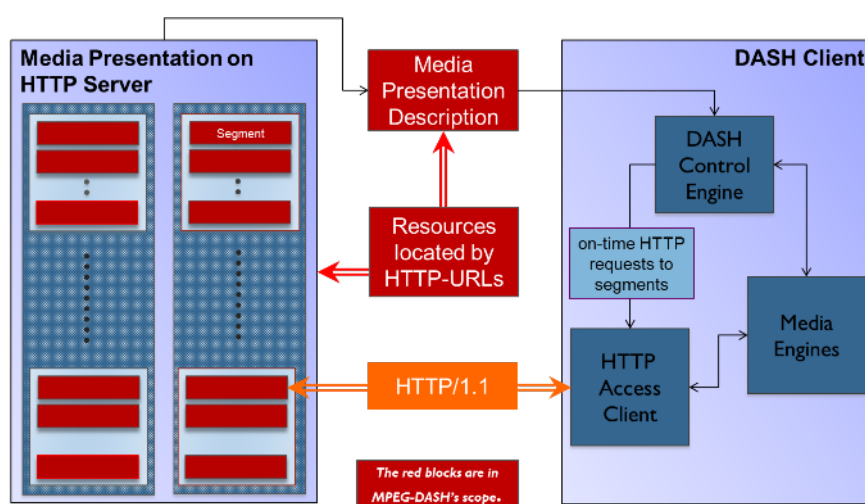 Media Presentation on
HTTP Server
Segment
Media
Presentation
Description
Resources
located by
HTTP-URLs
HTTP/1.1
The red blocks are in
MPEG-DASH's scope.
DASH Client
DASH
Control
Engine
on-time HTTP
requests to
segments
HTTP
Access
Client
Media
Engines